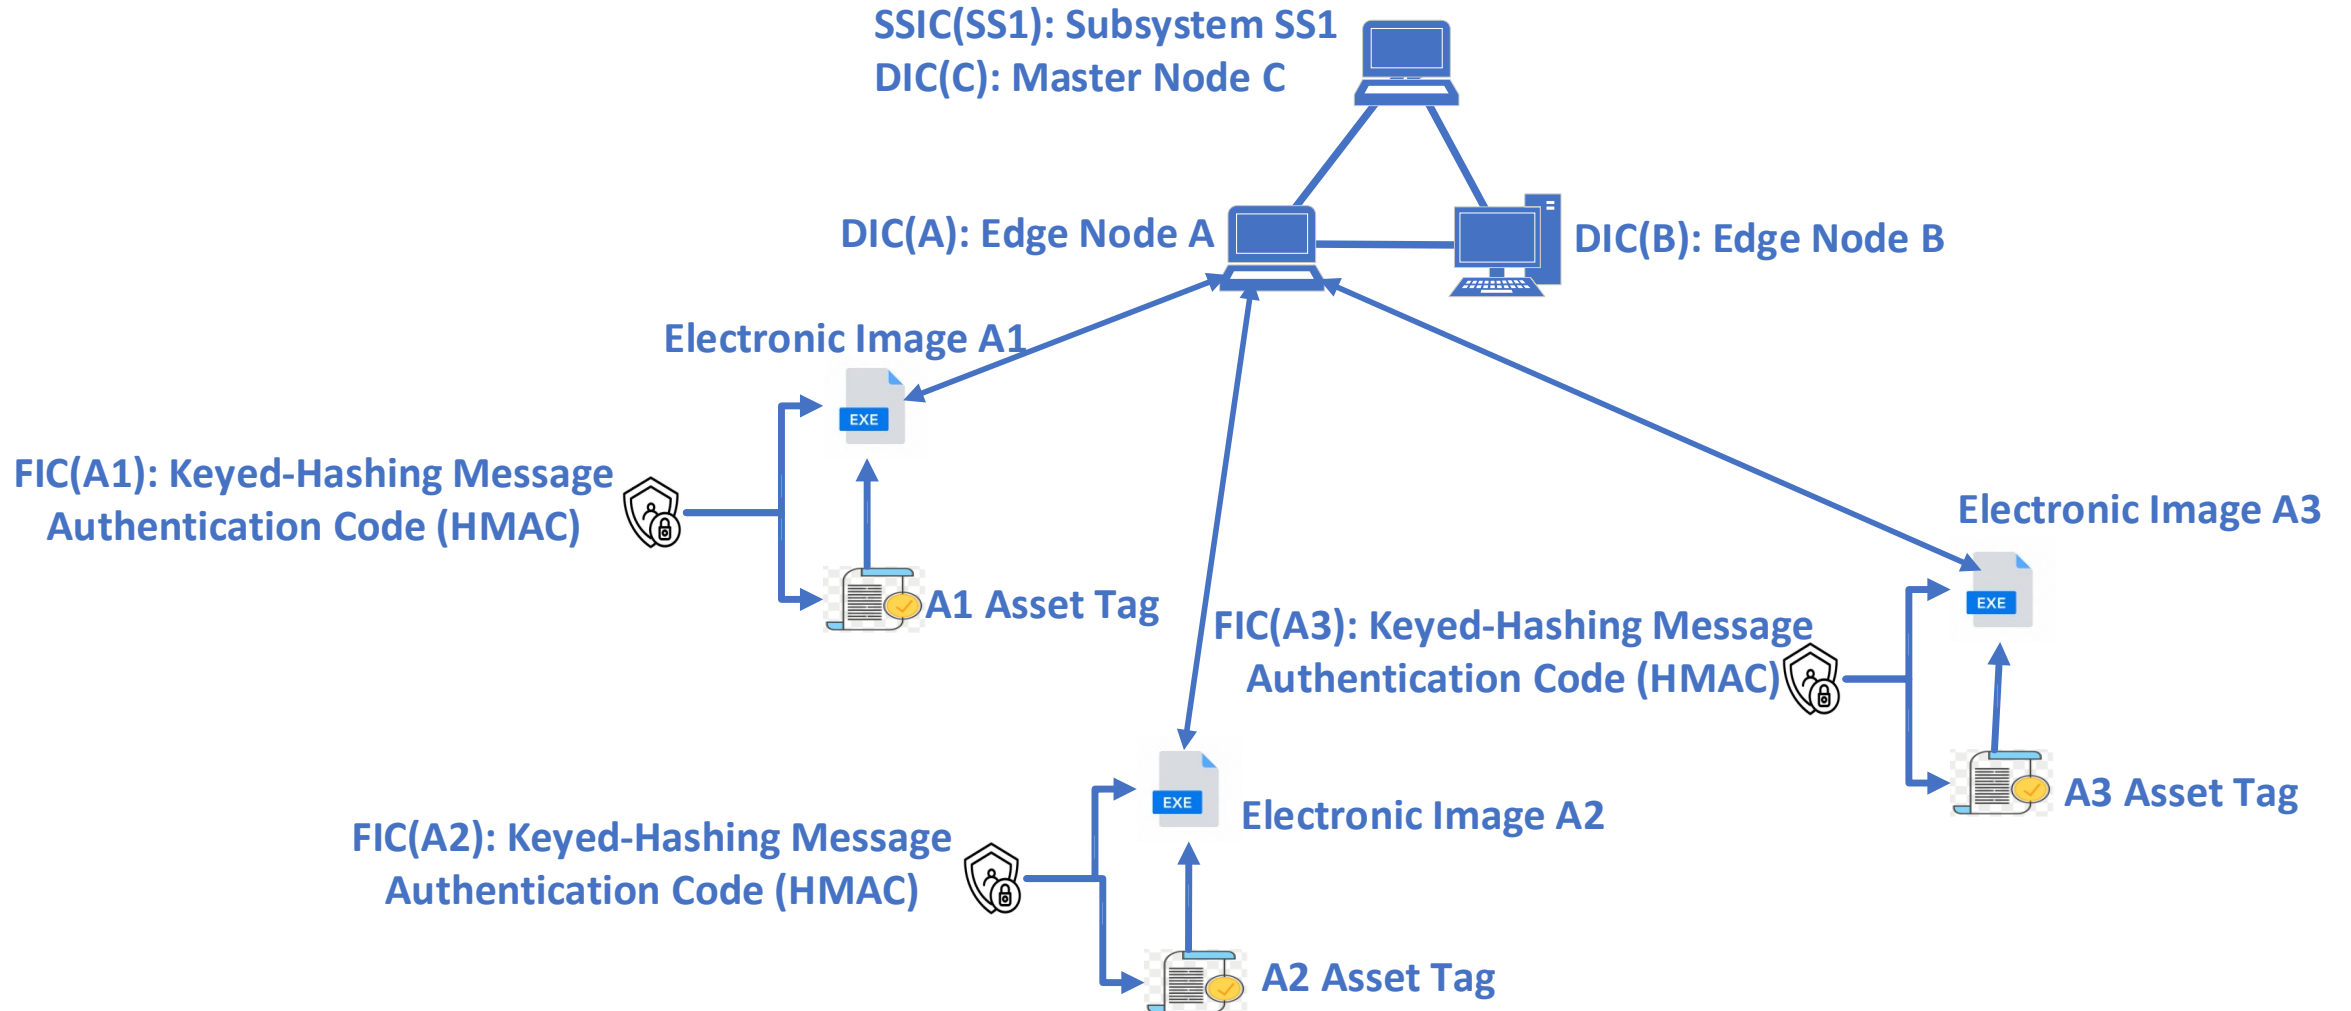 SSIC(SS1): Subsystem SS1
DIC(C): Master Node C
DIC(A): Edge Node A
DIC(B): Edge Node B
Electronic Image A1
EXE
FIC(A1): Keyed-Hashing Message
Authentication Code (HMAC)
A1 Asset Tag
Electronic Image A3
EXE
FIC(A3): Keyed-Hashing Message
Authentication Code (HMAC)
A3 Asset Tag
EXE
Electronic Image A2
FIC(A2): Keyed-Hashing Message
Authentication Code (HMAC)
A2 Asset Tag